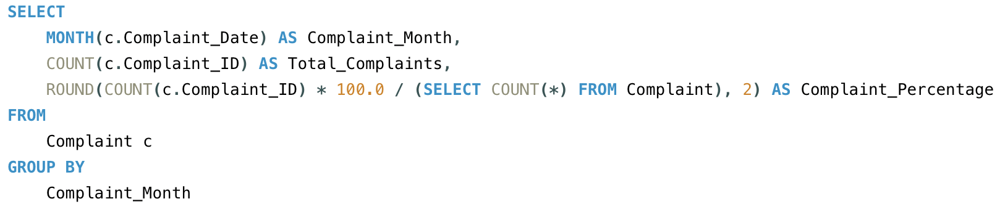 SELECT
    MONTH(c.Complaint_Date) AS Complaint_Month,
    COUNT(c.Complaint_ID) AS Total_Complaints,
    ROUND(COUNT(c.Complaint_ID) * 100.0 / (SELECT COUNT(*) FROM Complaint), 2) AS Complaint_Percentage
FROM
    Complaint c
GROUP BY
    Complaint_Month